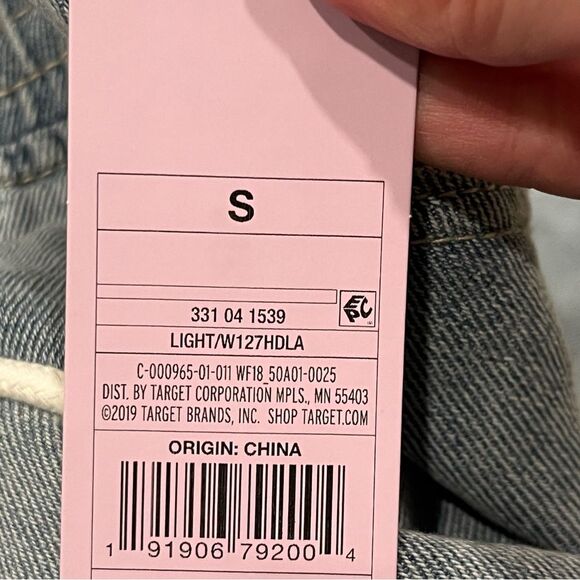 S
EPC
331 04 1539
LIGHT/W127HDLA
C-000965-01-011 WF18_50A01-0025
DIST. BY TARGET CORPORATION MPLS., MN 55403
©2019 TARGET BRANDS, INC. SHOP TARGET.COM
ORIGIN: CHINA
1 91906 79200 4